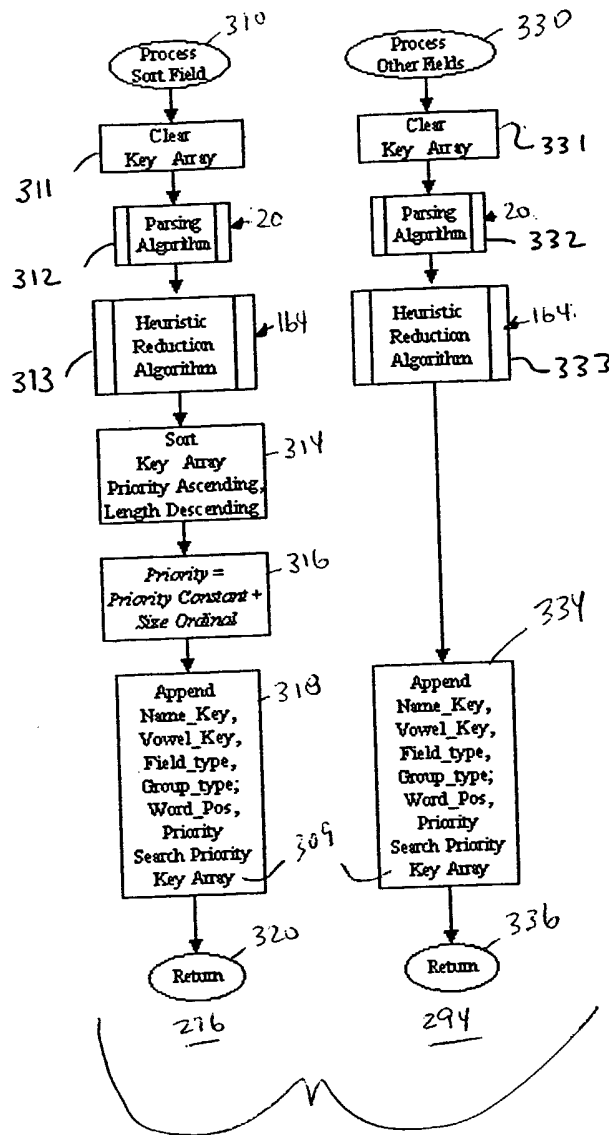 310
Process
Sort Field
Clear
Key Array
311
Parsing
Algorithm
20
312
Heuristic
Reduction
Algorithm
164
313
Sort
Key Array
Priority Ascending,
Length Descending
314
Priority =
Priority Constant +
Size Ordinal
316
Append
Name_Key,
Vowel_Key,
Field_type,
Group_type;
Word_Pos,
Priority
Search Priority
Key Array
318
309
Return
320
276
330
Process
Other Fields
Clear
Key Array
331
Parsing
Algorithm
20.
332
Heuristic
Reduction
Algorithm
164.
333
334
Append
Name_Key,
Vowel_Key,
Field_type,
Group_type;
Word_Pos,
Priority
Search Priority
Key Array
Return
336
294